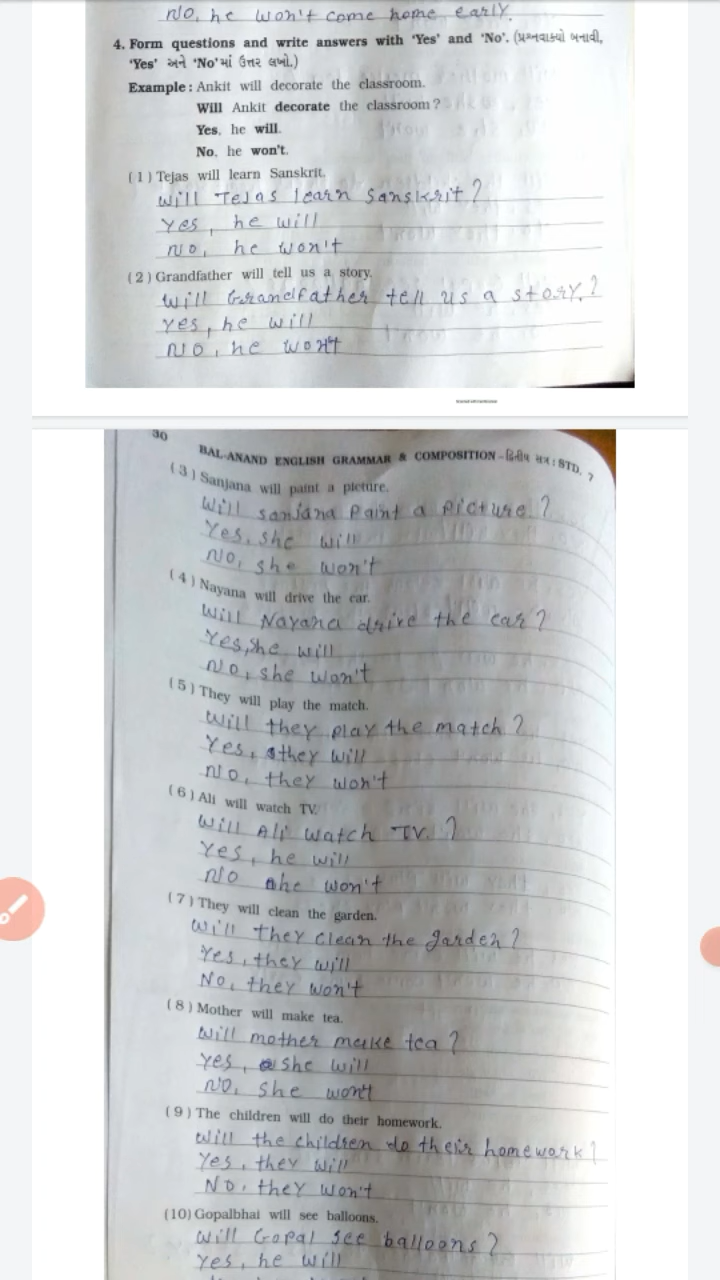 No, he won't come home early.
4. Form questions and write answers with 'Yes' and 'No'. (પ્રશ્નવાક્યો બનાવી,
'Yes' અને 'No'માં ઉત્તર લખો.)
Example : Ankit will decorate the classroom.
Will Ankit decorate the classroom ?
Yes, he will.
No, he won't.
(1) Tejas will learn Sanskrit.
Will Tejas learn Sanskrit ?
Yes, he will
No, he won't
(2) Grandfather will tell us a story.
Will Grandfather tell us a story.?
Yes, he will
No, he won't
30
BAL-ANAND ENGLISH GRAMMAR & COMPOSITION – દ્વિતીય સત્ર : STD. 7
(3) Sanjana will paint a picture.
Will sanjana Paint a picture ?
Yes, she will
No, she won't
(4) Nayana will drive the car.
Will Nayana drive the car ?
Yes, she will
No, she won't
(5) They will play the match.
Will they play the match ?
Yes, they will
No, they won't
(6) Ali will watch TV.
Will Ali watch TV. ?
Yes, he will
No he won't
(7) They will clean the garden.
Will they clean the garden ?
Yes, they will
No, they won't
(8) Mother will make tea.
Will mother make tea ?
Yes, she will
No, she won't
(9) The children will do their homework.
Will the children do their homework ?
Yes, they will
No, they won't
(10) Gopalbhai will see balloons.
Will Gopal see balloons ?
Yes, he will